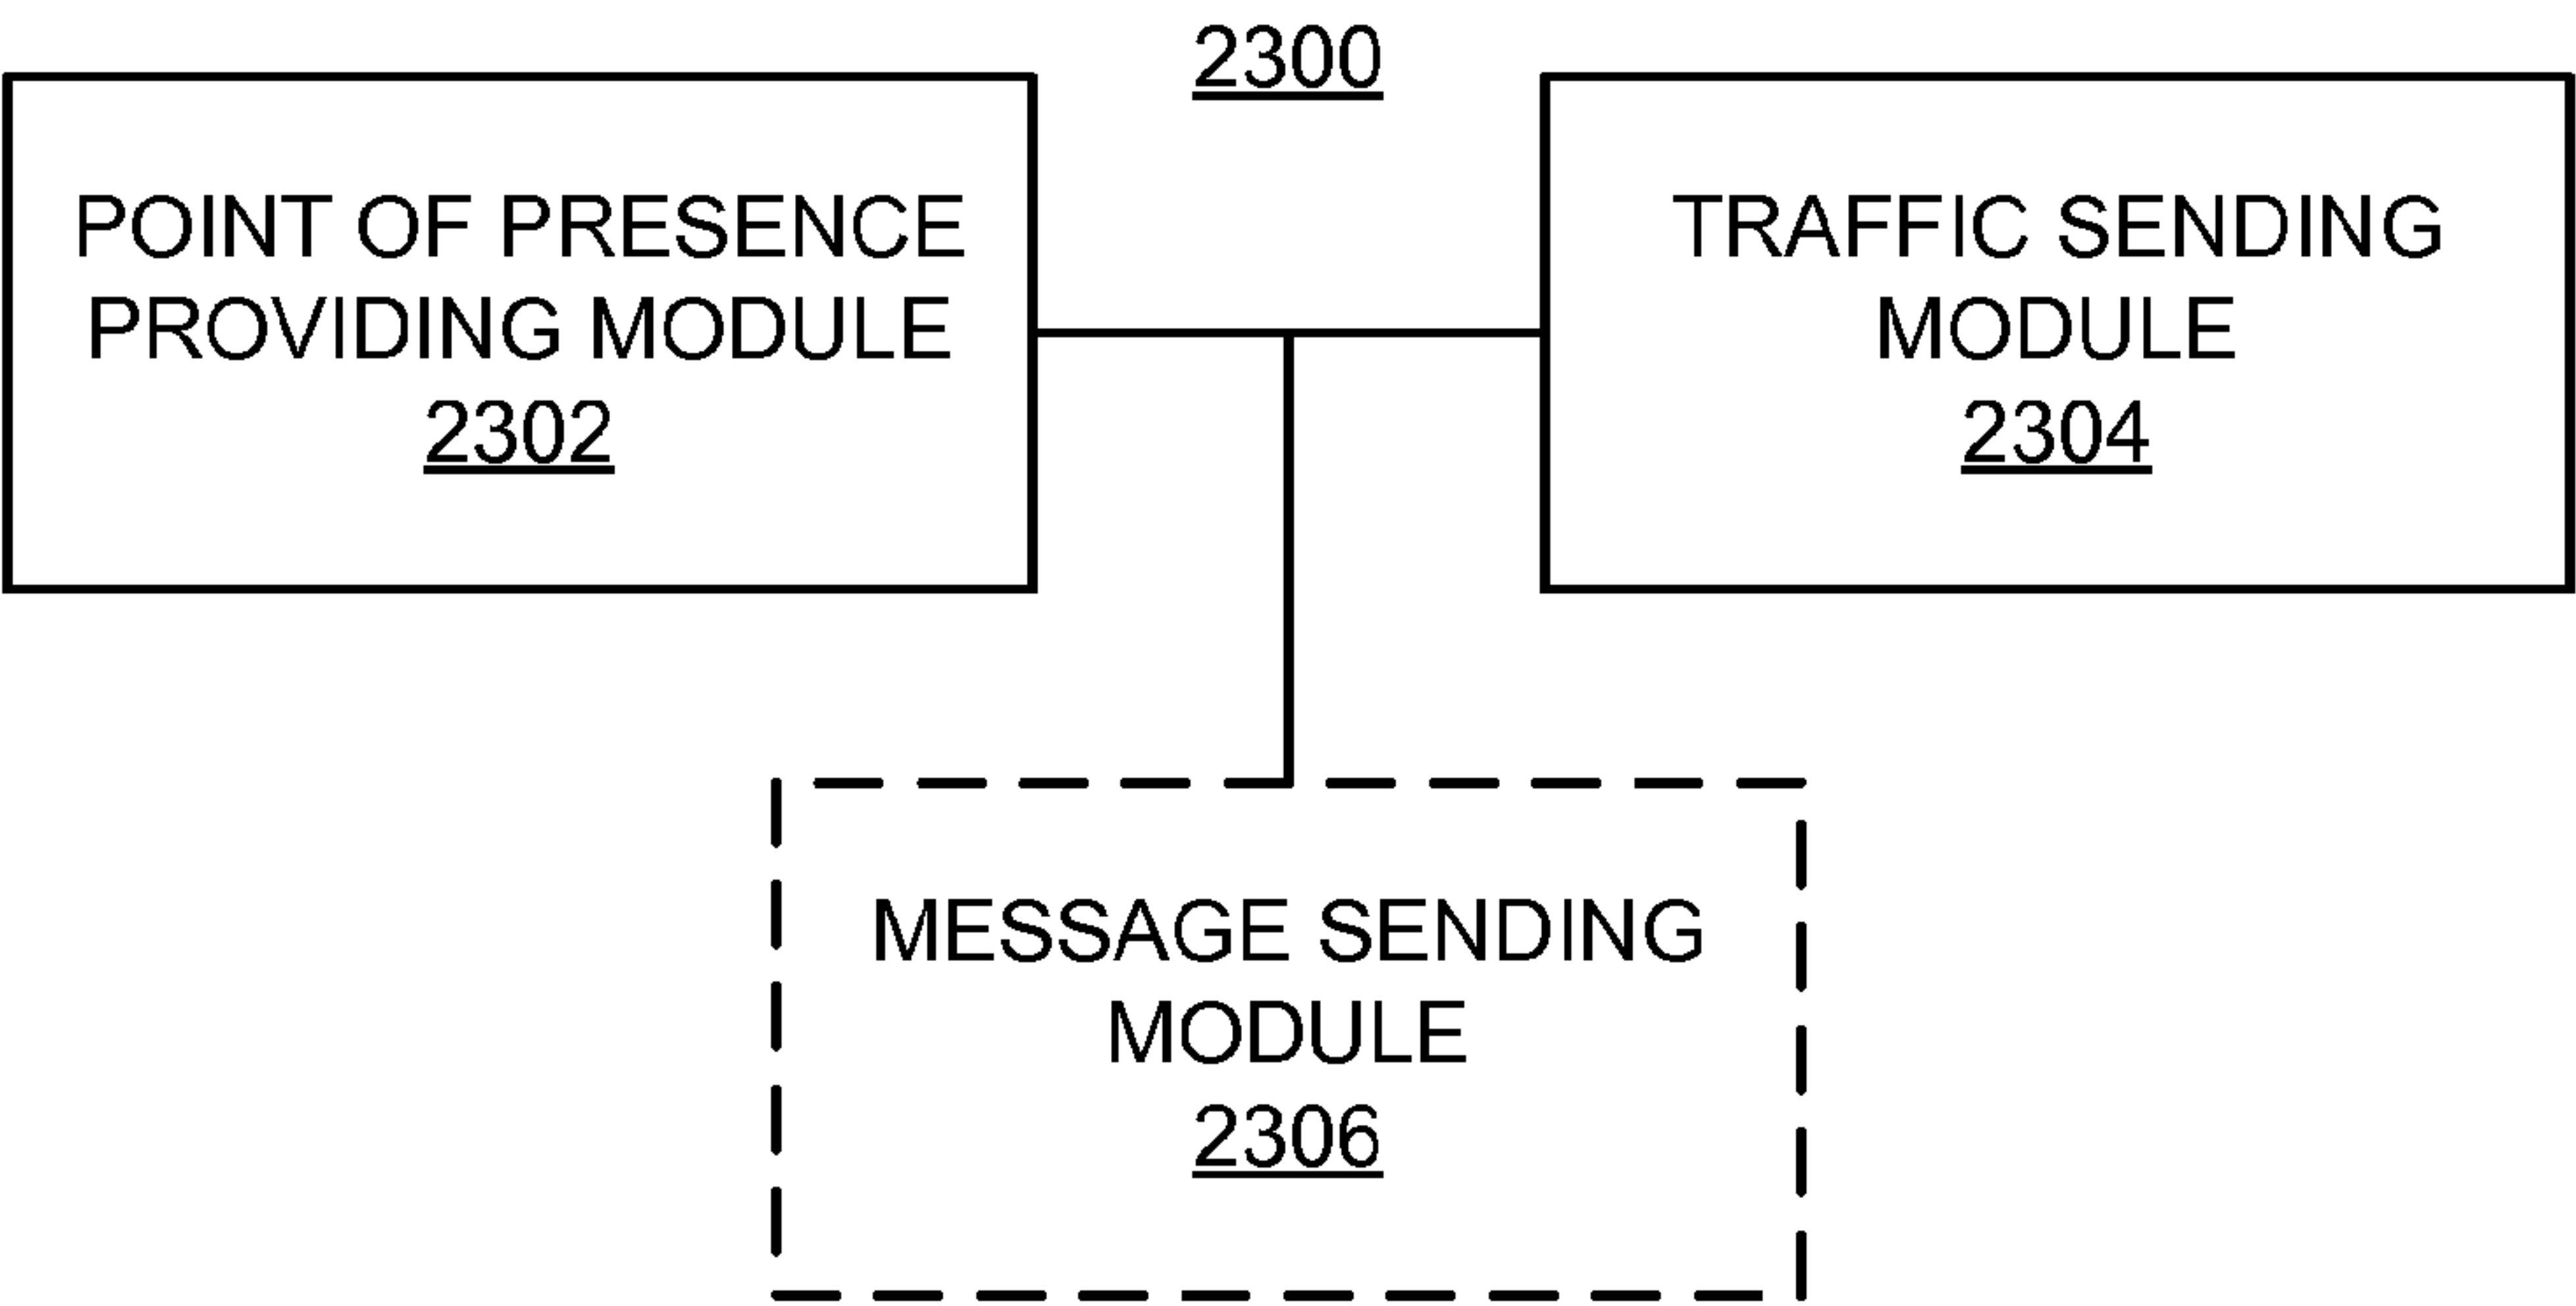 2300
POINT OF PRESENCE
PROVIDING MODULE
2302
TRAFFIC SENDING
MODULE
2304
MESSAGE SENDING
MODULE
2306